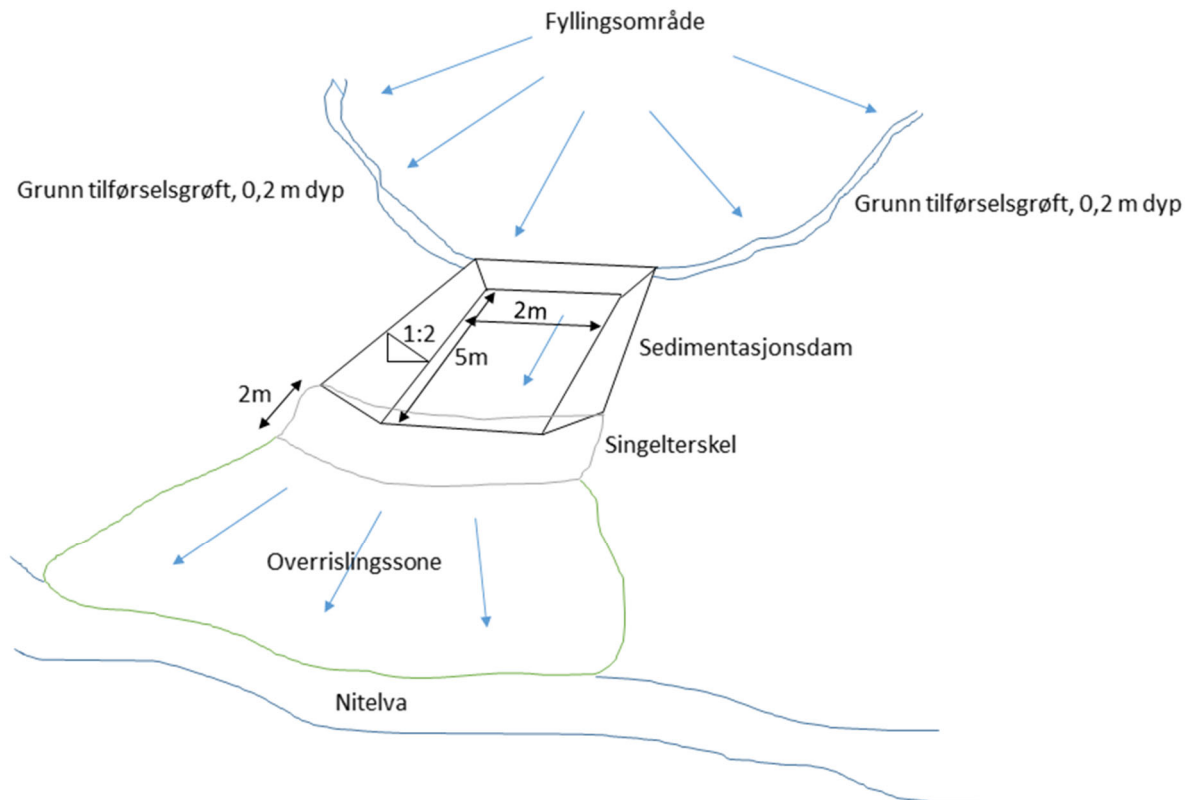 Fyllingsområde
Grunn tilførselsgrøft, 0,2 m dyp
Grunn tilførselsgrøft, 0,2 m dyp
2m
1:2
5m
Sedimentasjonsdam
2m
Singelterskel
Overrislingssone
Nitelva